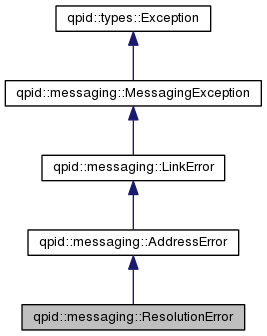 qpid::types::Exception
qpid::messaging::MessagingException
qpid::messaging::LinkError
qpid::messaging::AddressError
qpid::messaging::ResolutionError